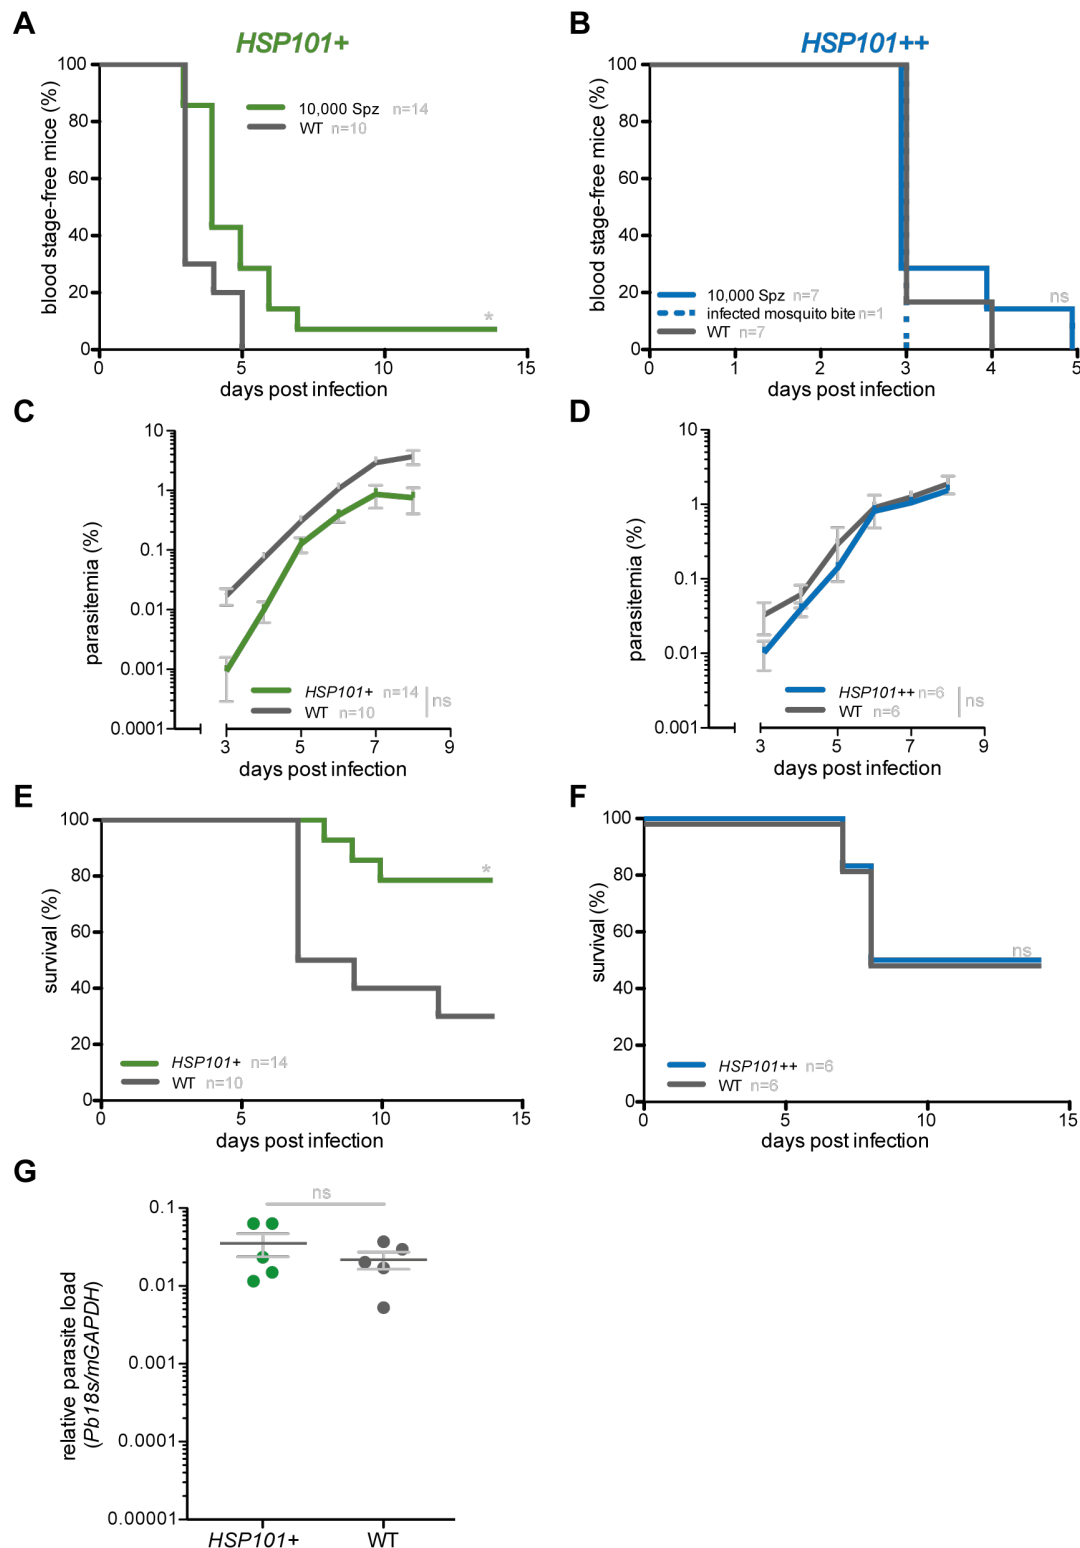 A
HSP101+
blood stage-free mice (%)
100
80
60
40
20
0
10,000 Spz n=14
WT n=10
*
0 5 10 15
days post infection
B
HSP101++
blood stage-free mice (%)
100
80
60
40
20
0
10,000 Spz n=7
infected mosquito bite n=1
WT n=7
ns
0 1 2 3 4 5
days post infection
C
parasitemia (%)
10
1
0.1
0.01
0.001
0.0001
HSP101+ n=14
WT n=10
ns
3 5 7 9
days post infection
D
parasitemia (%)
10
1
0.1
0.01
0.001
HSP101++ n=6
WT n=6
ns
3 5 7 9
days post infection
E
survival (%)
100
80
60
40
20
0
*
HSP101+ n=14
WT n=10
0 5 10 15
days post infection
F
survival (%)
100
80
60
40
20
0
ns
HSP101++ n=6
WT n=6
0 5 10 15
days post infection
G
relative parasite load
(Pb18s/mGAPDH)
0.1
0.01
0.001
0.0001
0.00001
ns
HSP101+ WT